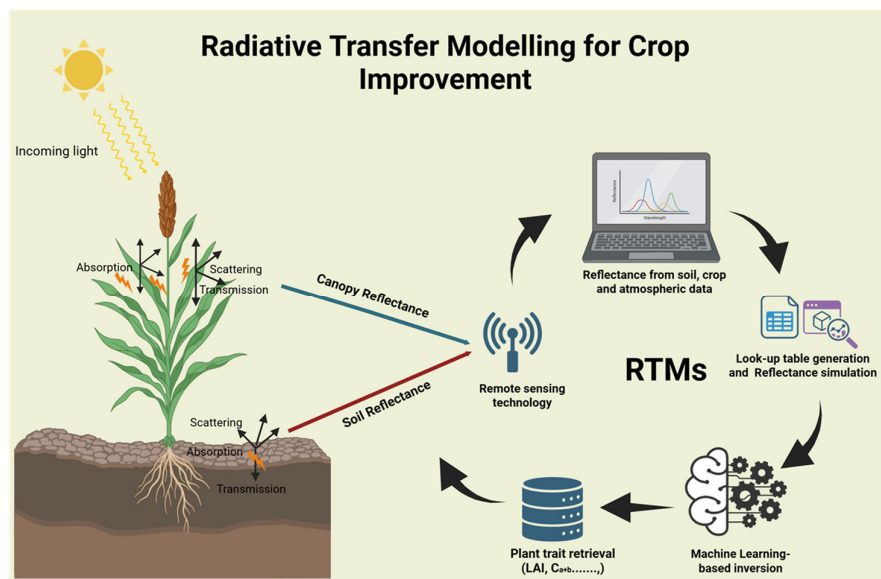 Radiative Transfer Modelling for Crop
Improvement
Incoming light
Absorption
Scattering
Transmission
Canopy Reflectance
Soil Reflectance
Scattering
Absorption
Transmission
Remote sensing
technology
Reflectance
Wavelength
Reflectance from soil, crop
and atmospheric data
RTMs
Look-up table generation
and Reflectance simulation
Machine Learning-
based inversion
Plant trait retrieval
(LAI, Ca+b.......,)